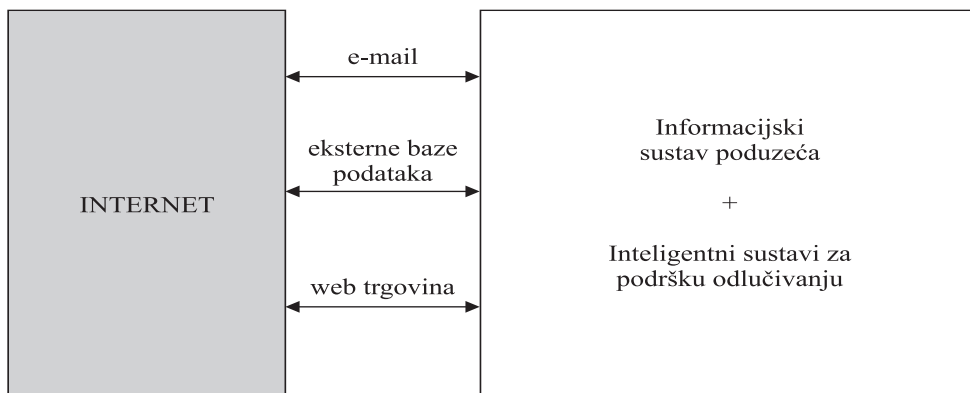 INTERNET
e-mail
eksterne baze
podataka
web trgovina
Informacijski
sustav poduzeća
+
Inteligentni sustavi za
podršku odlučivanju